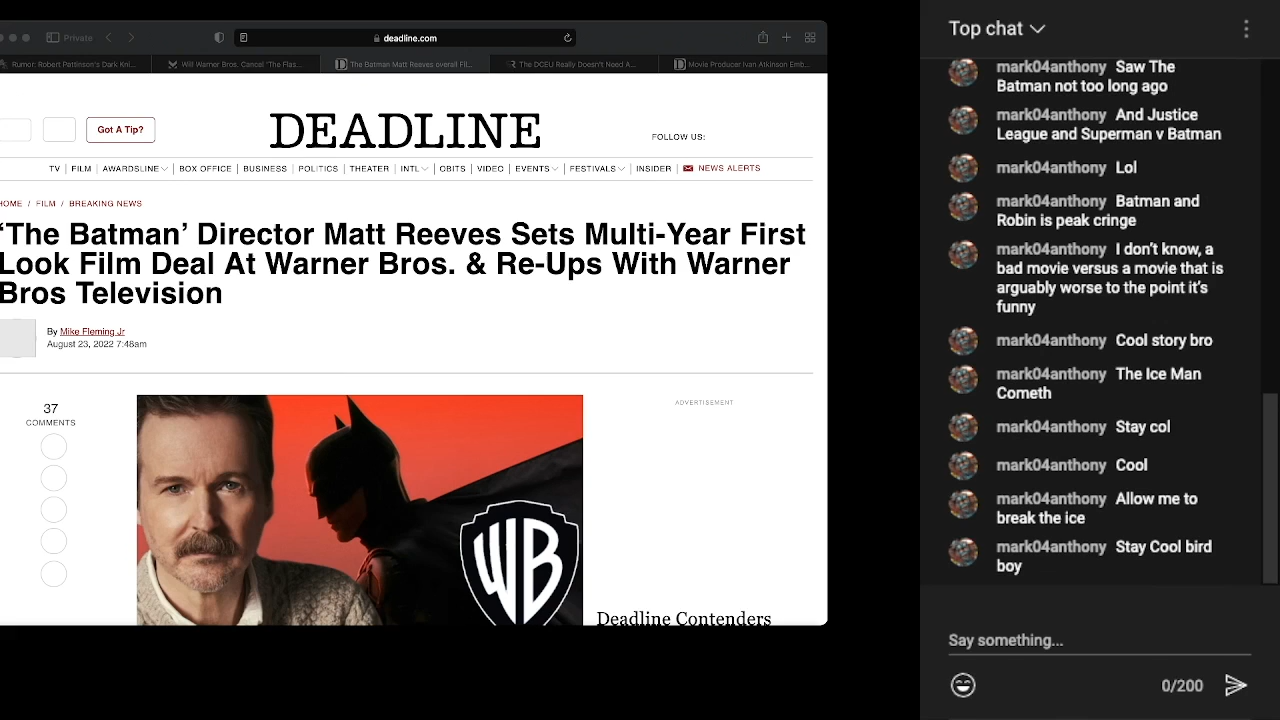 Private
deadline.com
Rumor: Robert Pattinson's Dark Kni...
Will Warner Bros. Cancel "The Flas...
The Batman Matt Reeves overall Fil...
The DCEU Really Doesn't Need A...
Movie Producer Ivan Atkinson Emb...
Got A Tip?
DEADLINE
FOLLOW US:
TV | FILM | AWARDSLINE | BOX OFFICE | BUSINESS | POLITICS | THEATER | INTL | OBITS | VIDEO | EVENTS | FESTIVALS | INSIDER | NEWS ALERTS
HOME / FILM / BREAKING NEWS
'The Batman' Director Matt Reeves Sets Multi-Year First
Look Film Deal At Warner Bros. & Re-Ups With Warner
Bros Television
By Mike Fleming Jr
August 23, 2022 7:48am
37
COMMENTS
ADVERTISEMENT
WB
Deadline Contenders
Top chat
mark04anthony Saw The
Batman not too long ago
mark04anthony And Justice
League and Superman v Batman
mark04anthony Lol
mark04anthony Batman and
Robin is peak cringe
mark04anthony I don't know, a
bad movie versus a movie that is
arguably worse to the point it's
funny
mark04anthony Cool story bro
mark04anthony The Ice Man
Cometh
mark04anthony Stay col
mark04anthony Cool
mark04anthony Allow me to
break the ice
mark04anthony Stay Cool bird
boy
Say something...
0/200